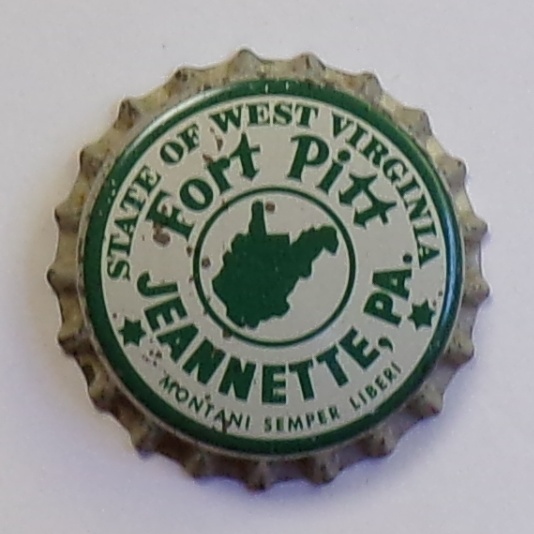 STATE OF WEST VIRGINIA
Fort Pitt
JEANNETTE, PA.
MONTANI SEMPER LIBERI